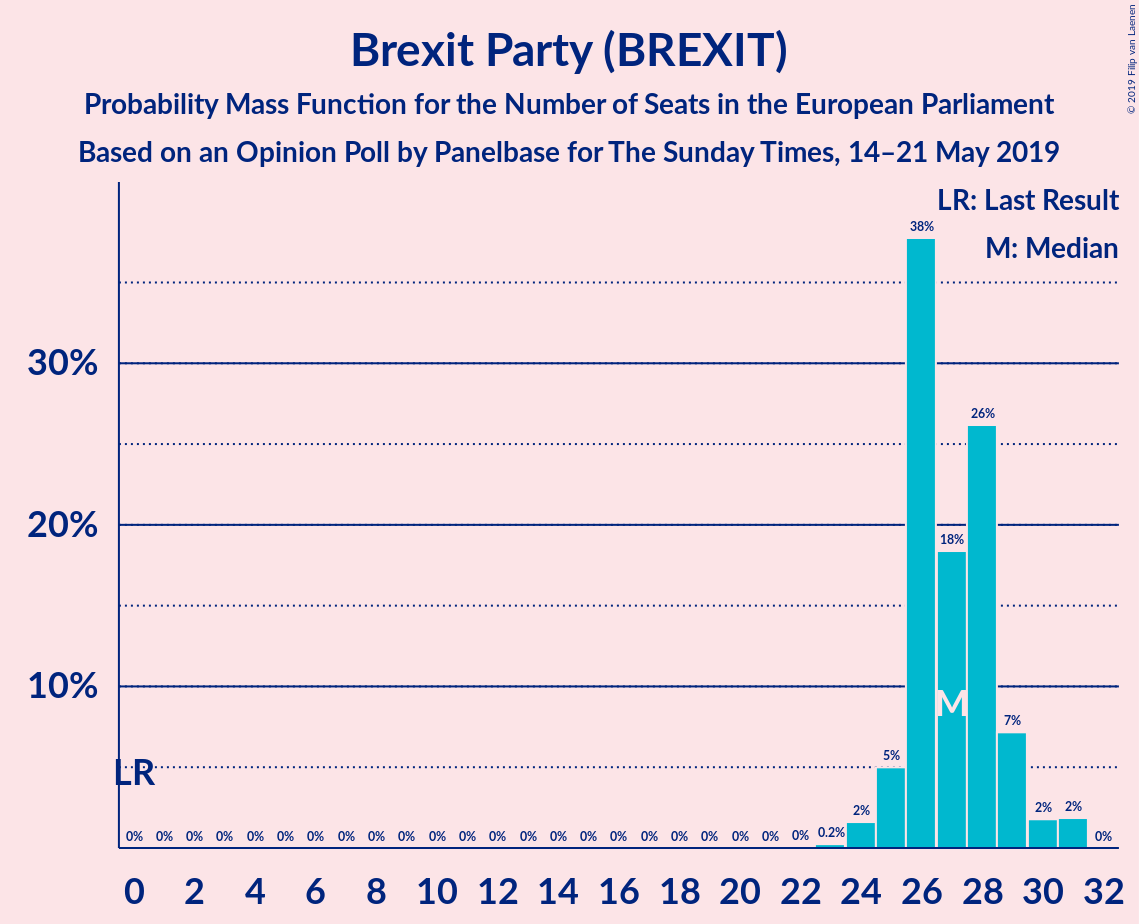 Brexit Party (BREXIT)
Probability Mass Function for the Number of Seats in the European Parliament
Based on an Opinion Poll by Panelbase for The Sunday Times, 14–21 May 2019
© 2019 Filip van Laenen
LR: Last Result
M: Median
38%
30%
26%
20%
18%
10%
M
7%
5%
LR
2% 2% 2%
0% 0% 0% 0% 0% 0% 0% 0% 0% 0% 0% 0% 0% 0% 0% 0% 0% 0% 0% 0% 0% 0% 0% 0.2% 0%
0 2 4 6 8 10 12 14 16 18 20 22 24 26 28 30 32